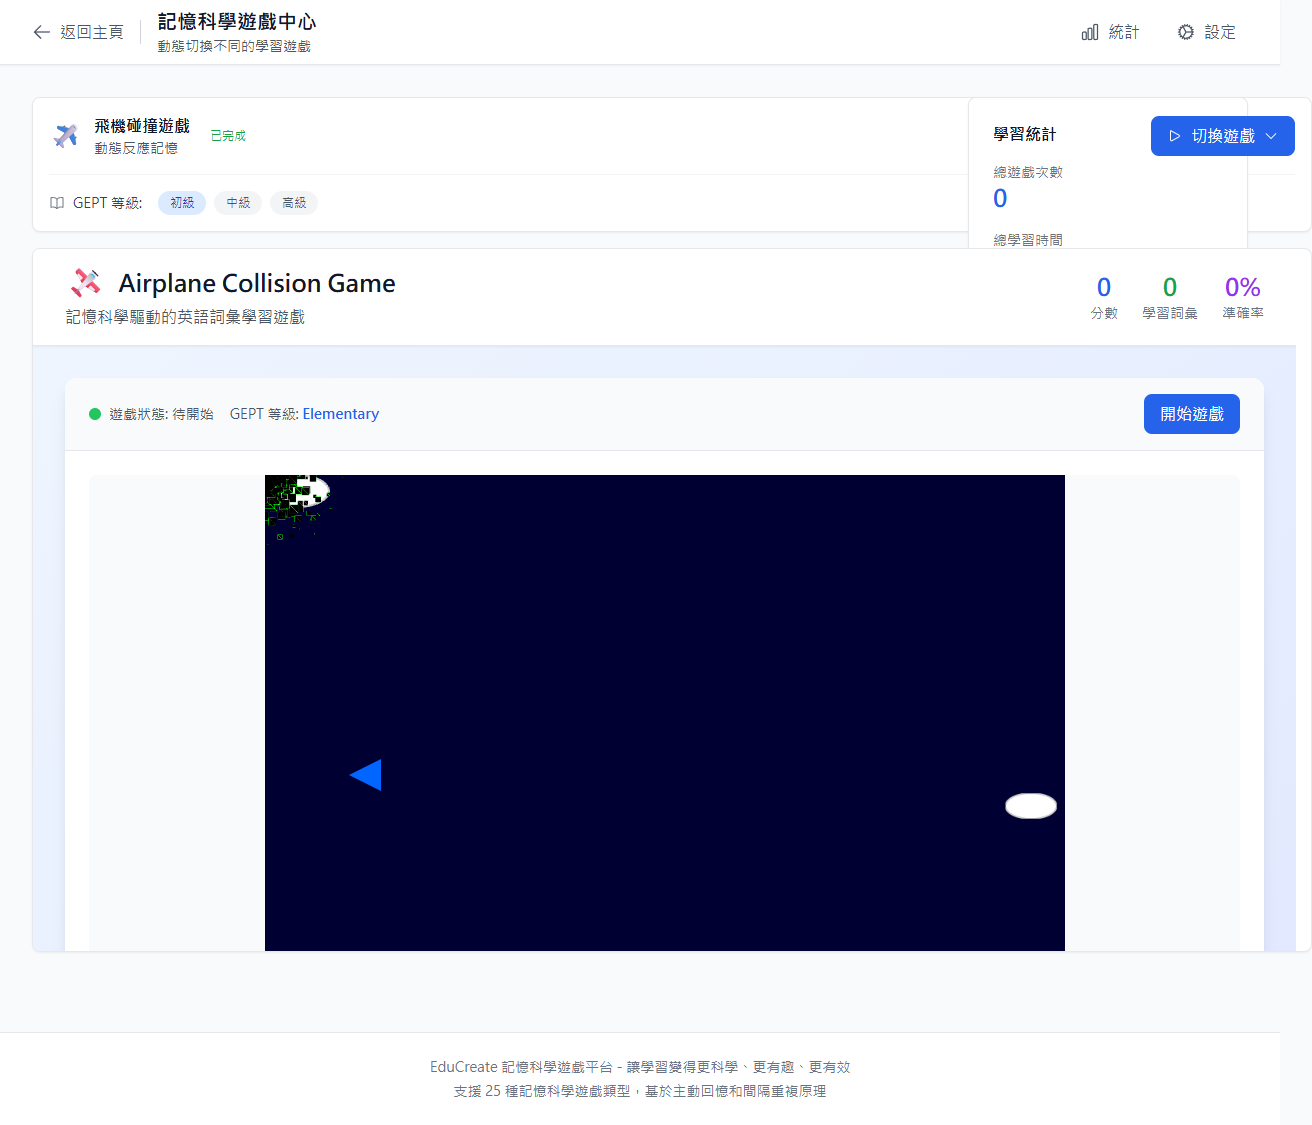 返回主頁
記憶科學遊戲中心
動態切換不同的學習遊戲
統計
設定
飛機碰撞遊戲
動態反應記憶
已完成
GEPT 等級:
初級
中級
高級
學習統計
切換遊戲
總遊戲次數
0
總學習時間
Airplane Collision Game
記憶科學驅動的英語詞彙學習遊戲
0
分數
0
學習詞彙
0%
準確率
遊戲狀態: 待開始
GEPT 等級: Elementary
開始遊戲
EduCreate 記憶科學遊戲平台 - 讓學習變得更科學、更有趣、更有效
支援 25 種記憶科學遊戲類型，基於主動回憶和間隔重複原理